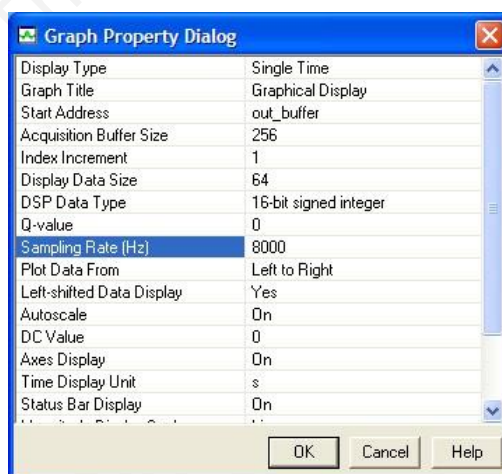 Graph Property Dialog
Display Type Single Time
Graph Title Graphical Display
Start Address out_buffer
Acquisition Buffer Size 256
Index Increment 1
Display Data Size 64
DSP Data Type 16-bit signed integer
Q-value 0
Sampling Rate (Hz) 8000
Plot Data From Left to Right
Left-shifted Data Display Yes
Autoscale On
DC Value 0
Axes Display On
Time Display Unit s
Status Bar Display On
OK Cancel Help